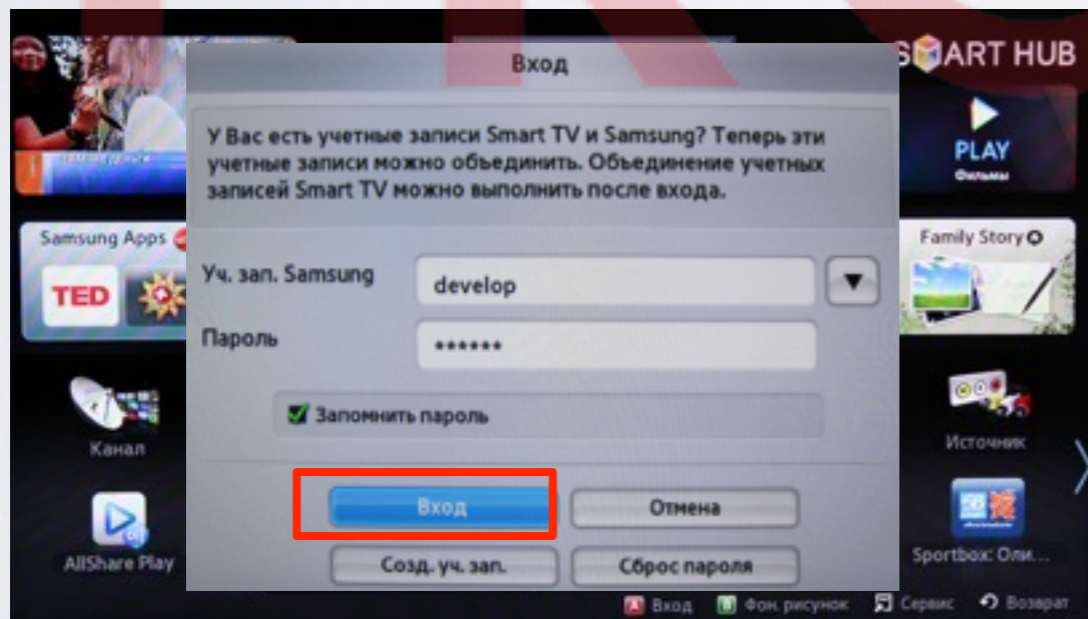 Вход
SMART HUB
У Вас есть учетные записи Smart TV и Samsung? Теперь эти
учетные записи можно объединить. Объединение учетных
записей Smart TV можно выполнить после входа.
PLAY
Фильмы
Samsung Apps
TED
Family Story
Уч. зап. Samsung
develop
Пароль
******
Запомнить пароль
Канал
Источник
Вход
Отмена
AllShare Play
Созд. уч. зап.
Сброс пароля
Sportbox: Оли...
A Вход
B Фон. рисунок
Сервис
Возврат